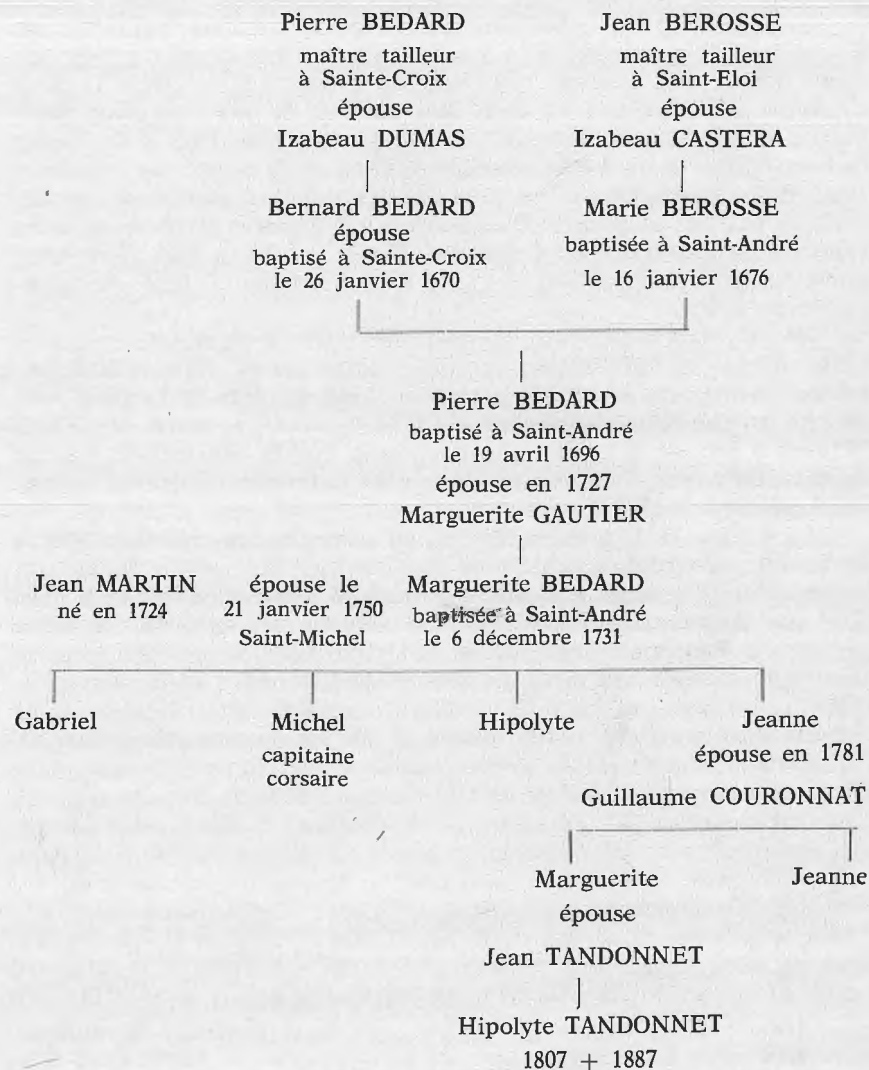 Pierre BEDARD
maître tailleur
à Sainte-Croix
épouse
Izabeau DUMAS
Jean BEROSSE
maître tailleur
à Saint-Eloi
épouse
Izabeau CASTERA
Bernard BEDARD
épouse
baptisé à Sainte-Croix
le 26 janvier 1670
Marie BEROSSE
baptisée à Saint-André
le 16 janvier 1676
Pierre BEDARD
baptisé à Saint-André
le 19 avril 1696
épouse en 1727
Marguerite GAUTIER
Jean MARTIN
né en 1724
épouse le
21 janvier 1750
Saint-Michel
Marguerite BEDARD
baptisée à Saint-André
le 6 décembre 1731
Gabriel
Michel
capitaine
corsaire
Hipolyte
Jeanne
épouse en 1781
Guillaume COURONNAT
Marguerite
épouse
Jean TANDONNET
Jeanne
Hipolyte TANDONNET
1807 + 1887